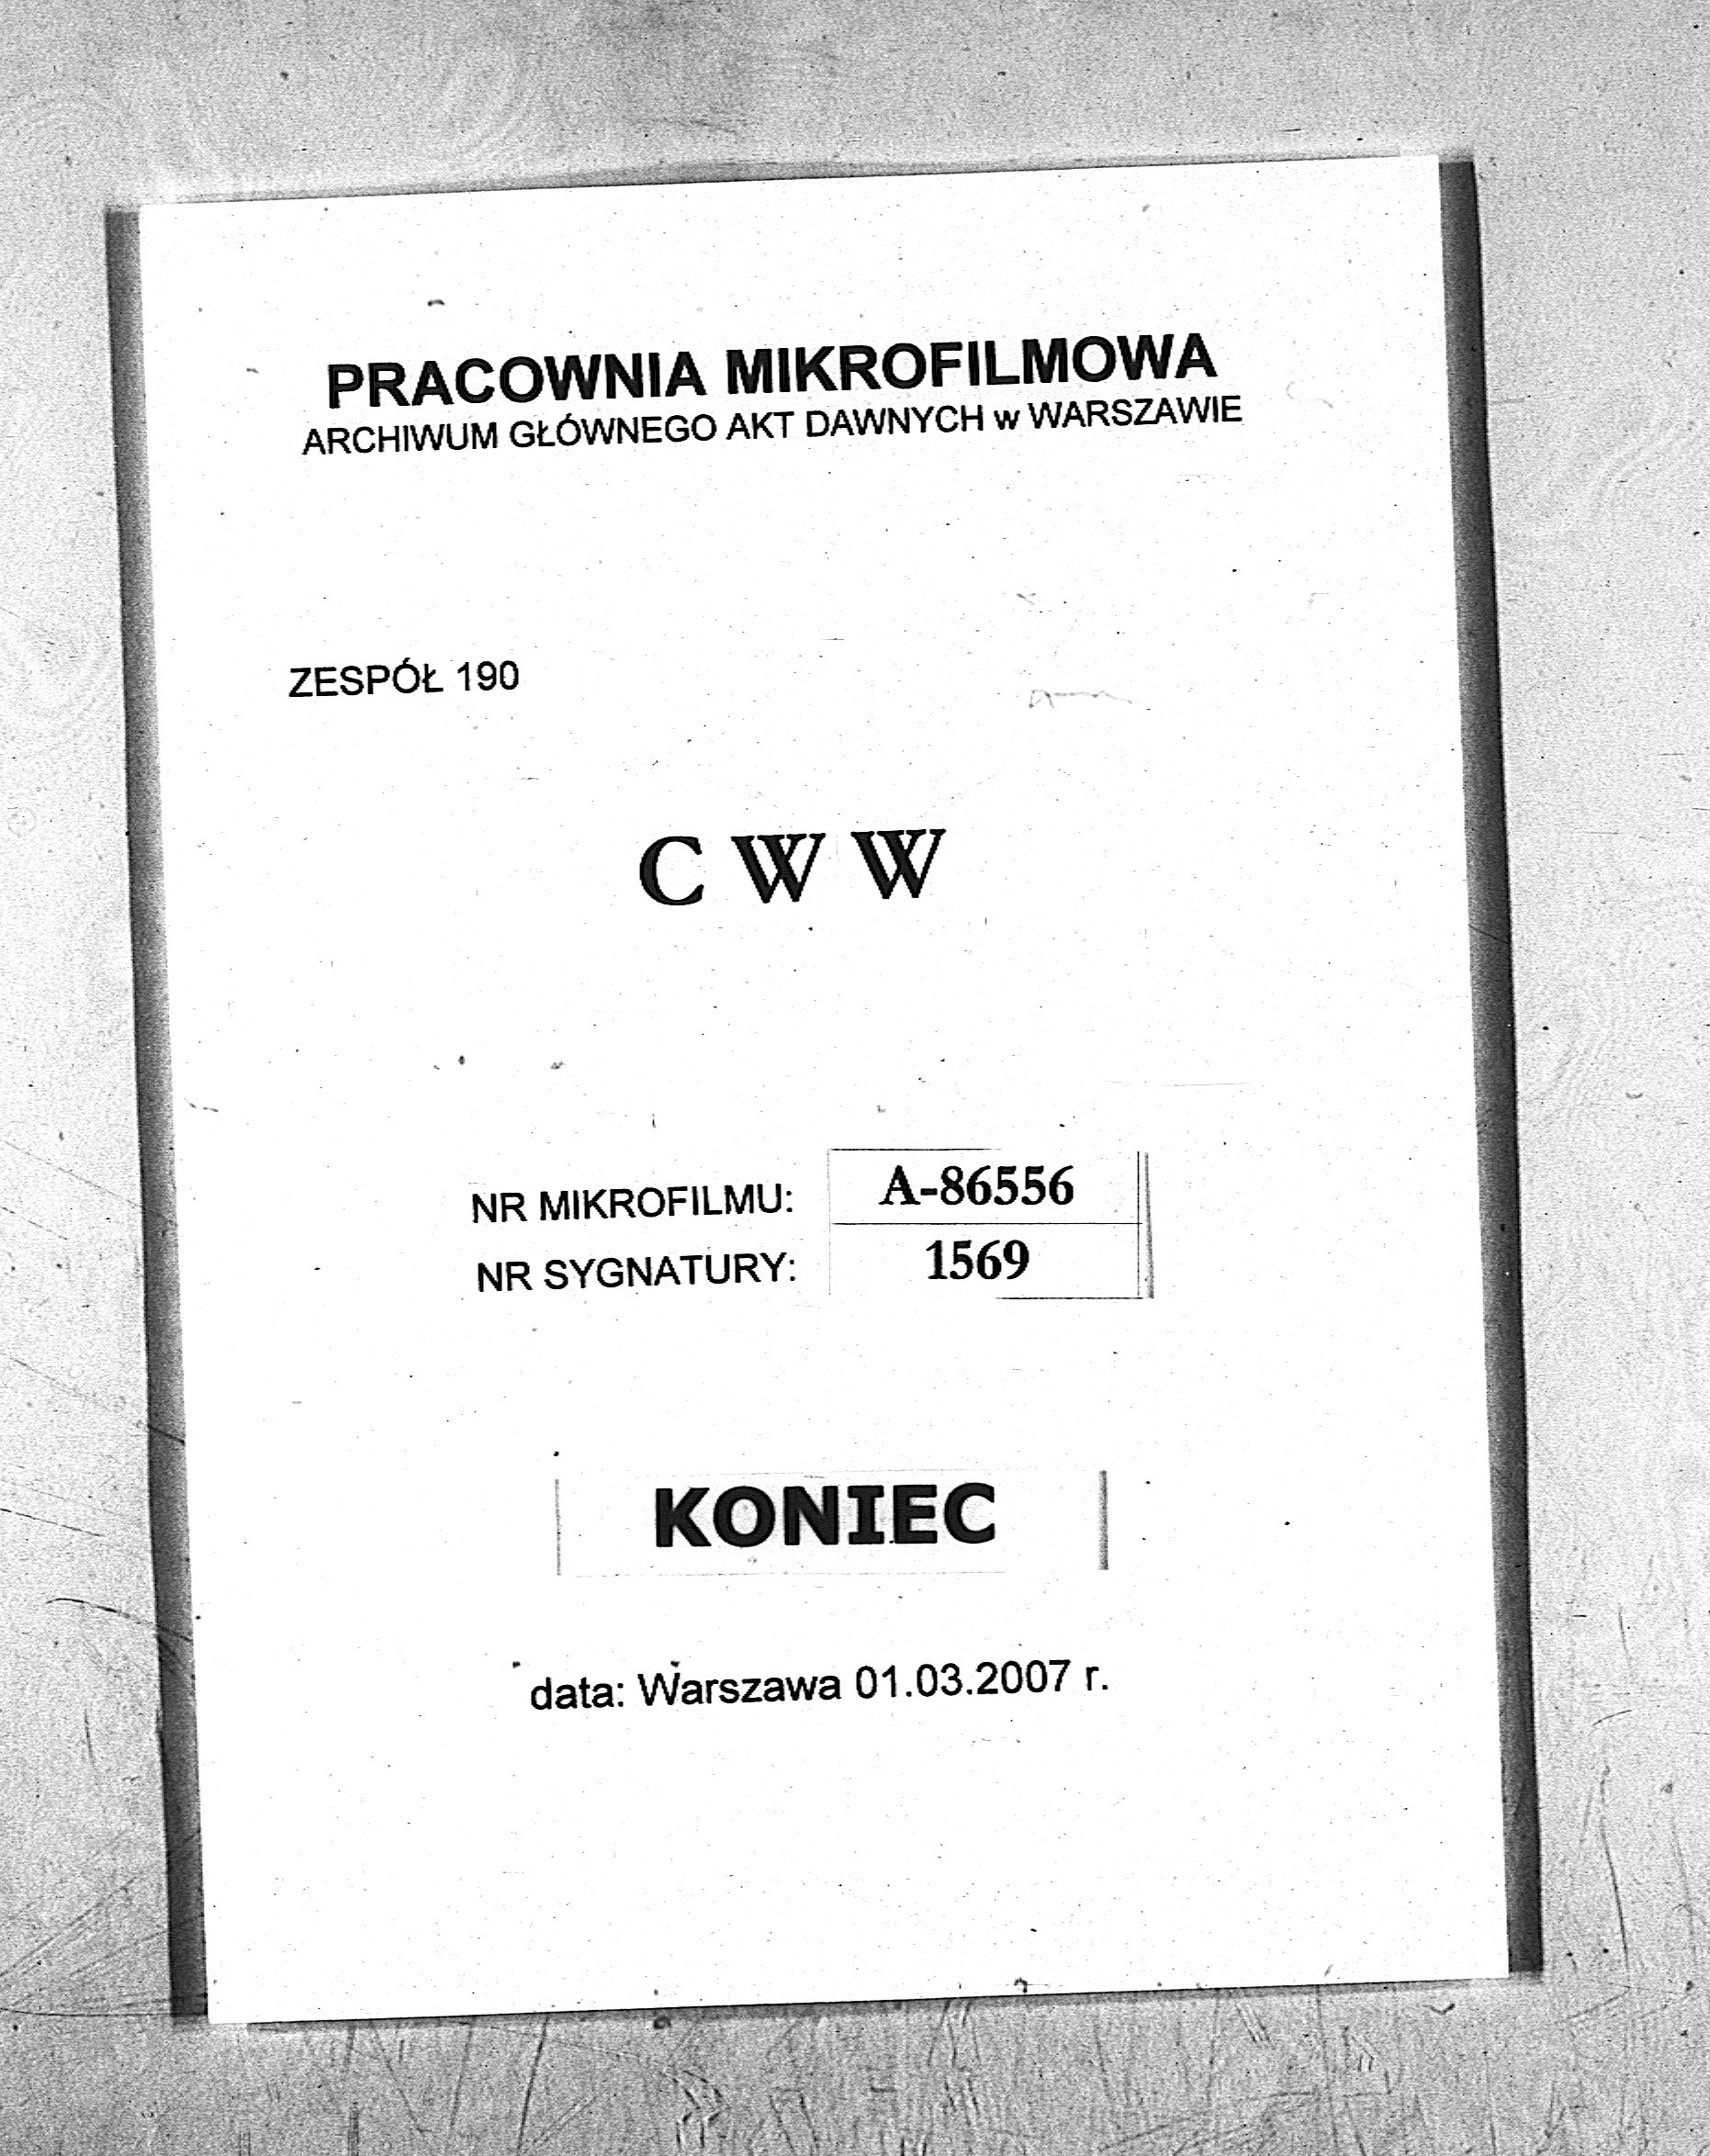 PRACOWNIA MIKROFILMOWA
ARCHIWUM GŁÓWNEGO AKT DAWNYCH w WARSZAWIE
ZESPÓŁ 190
C W W
NR MIKROFILMU: A-86556
NR SYGNATURY: 1569
KONIEC
data: Warszawa 01.03.2007 r.